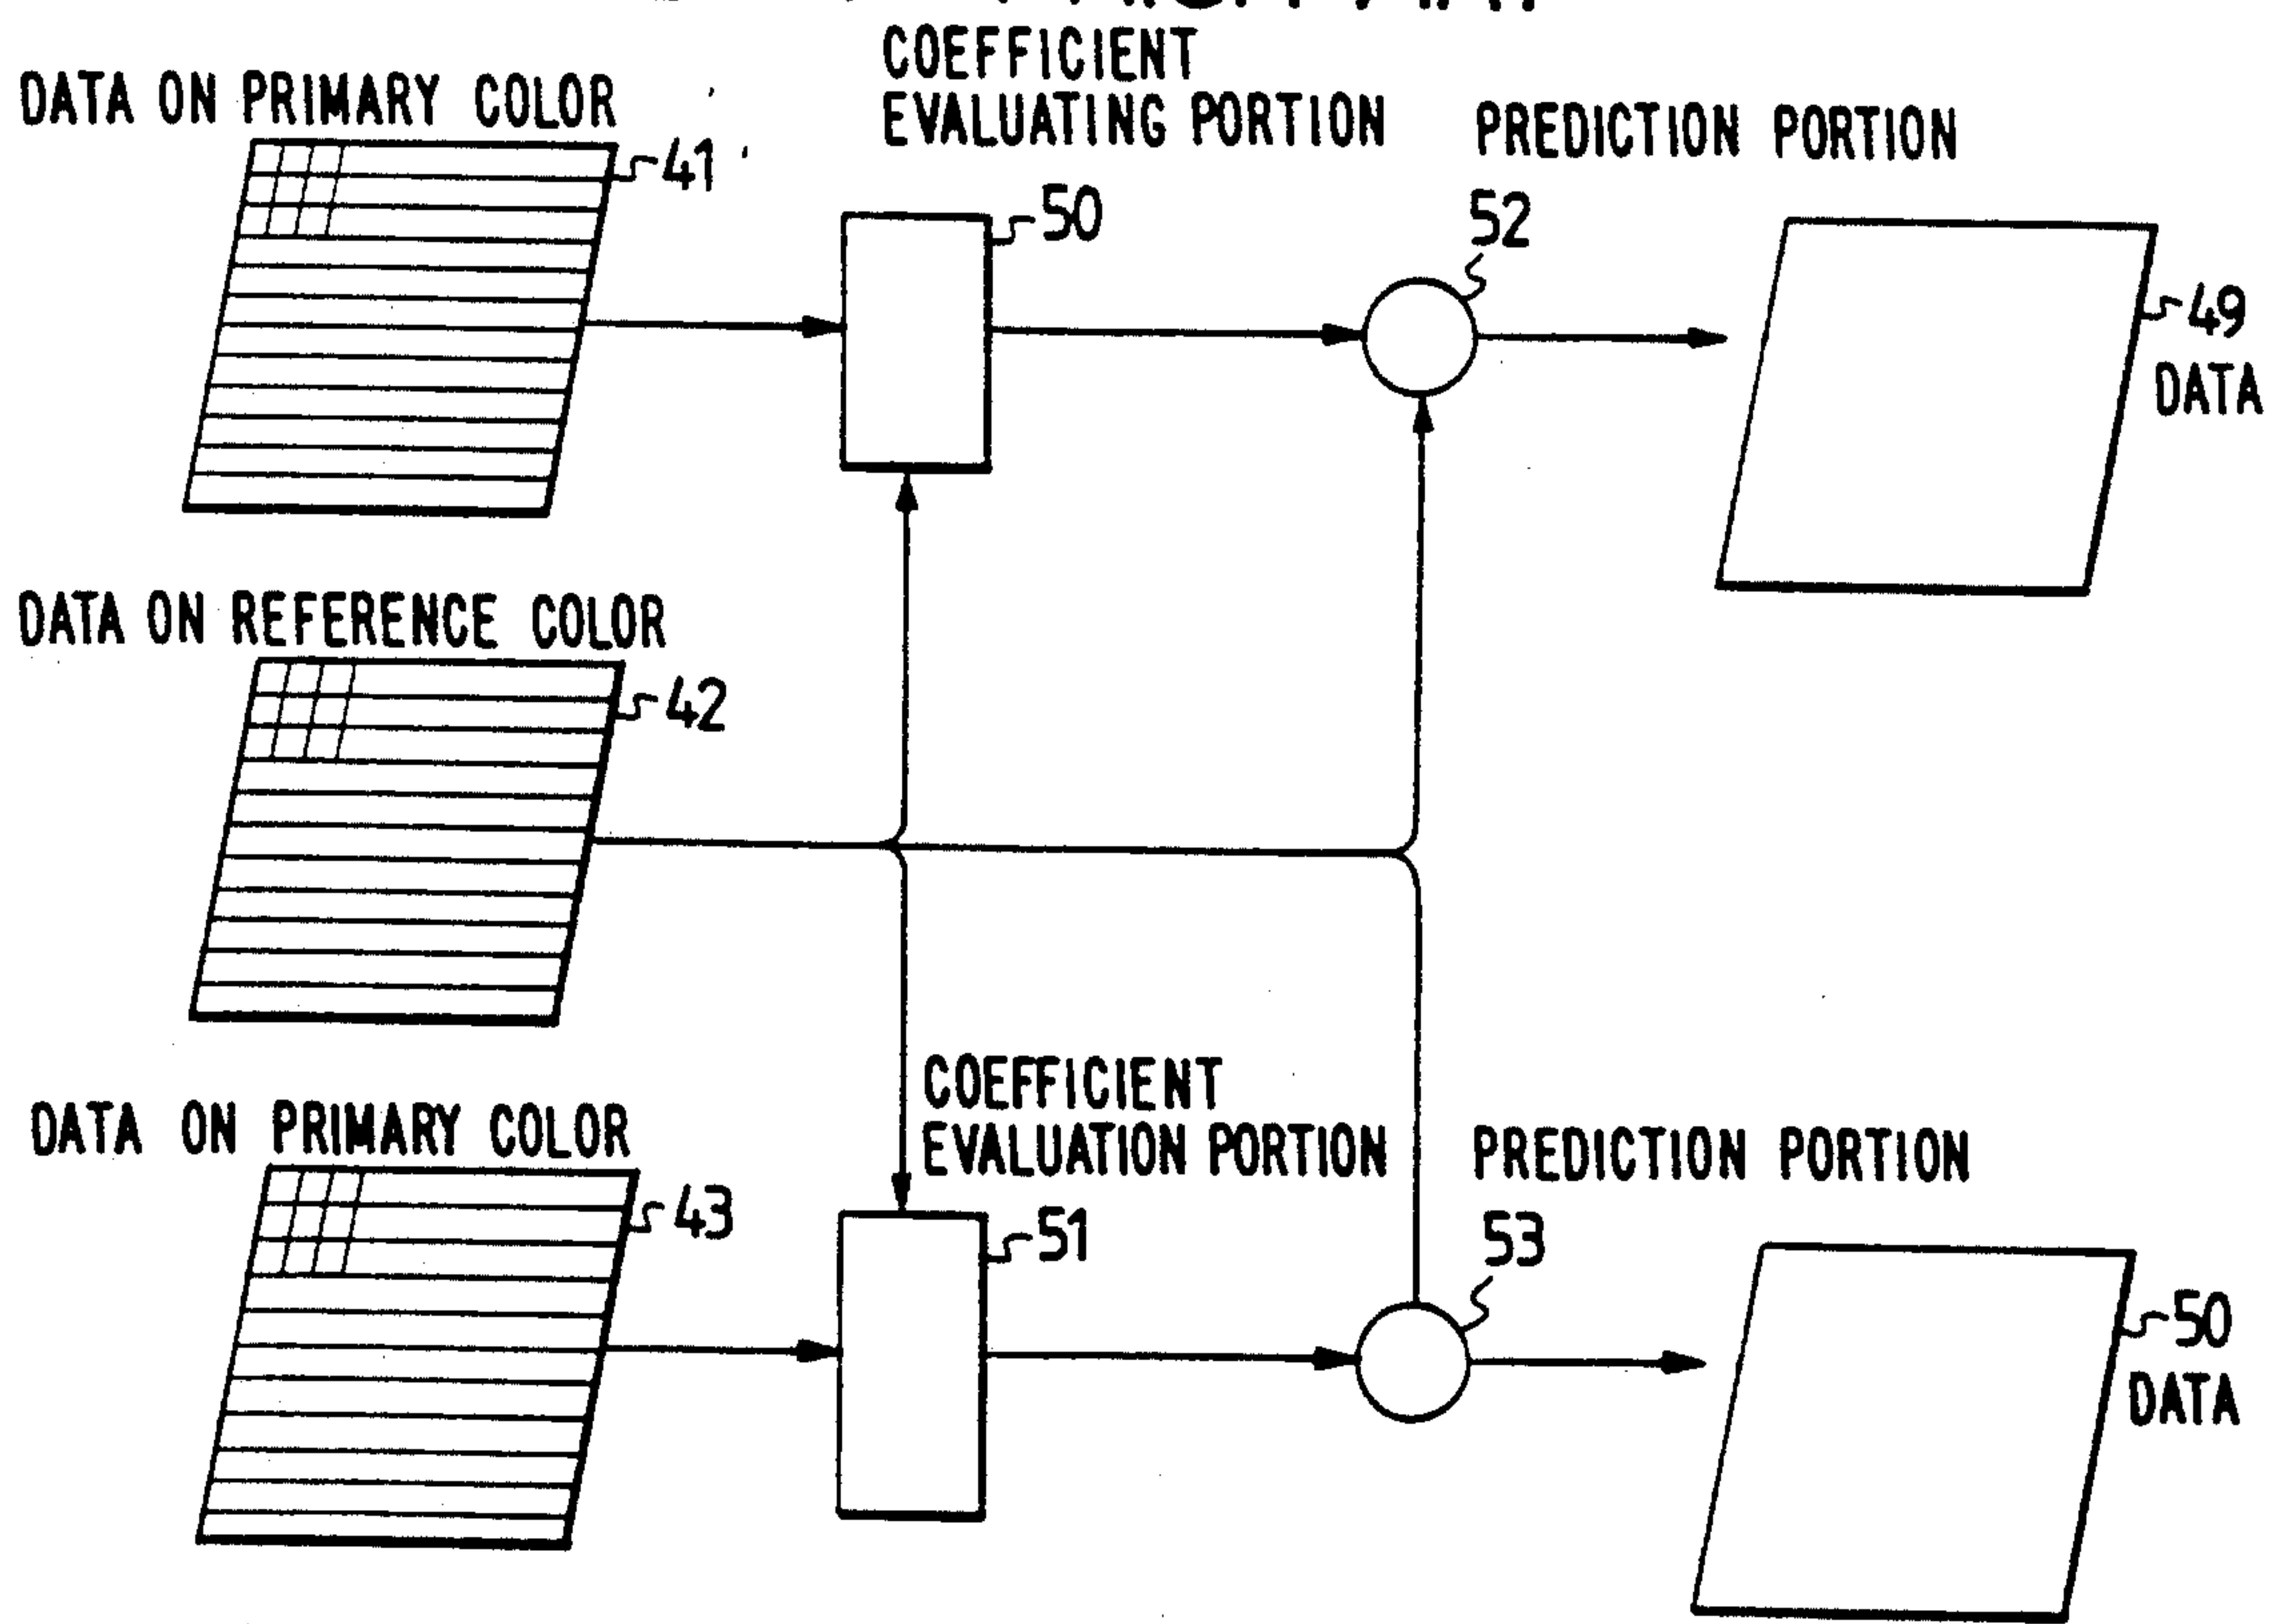 COEFFICIENT
EVALUATING PORTION
DATA ON PRIMARY COLOR
PREDICTION PORTION
41
50
52
49
DATA
DATA ON REFERENCE COLOR
42
COEFFICIENT
EVALUATION PORTION
DATA ON PRIMARY COLOR
PREDICTION PORTION
43
51
53
50
DATA